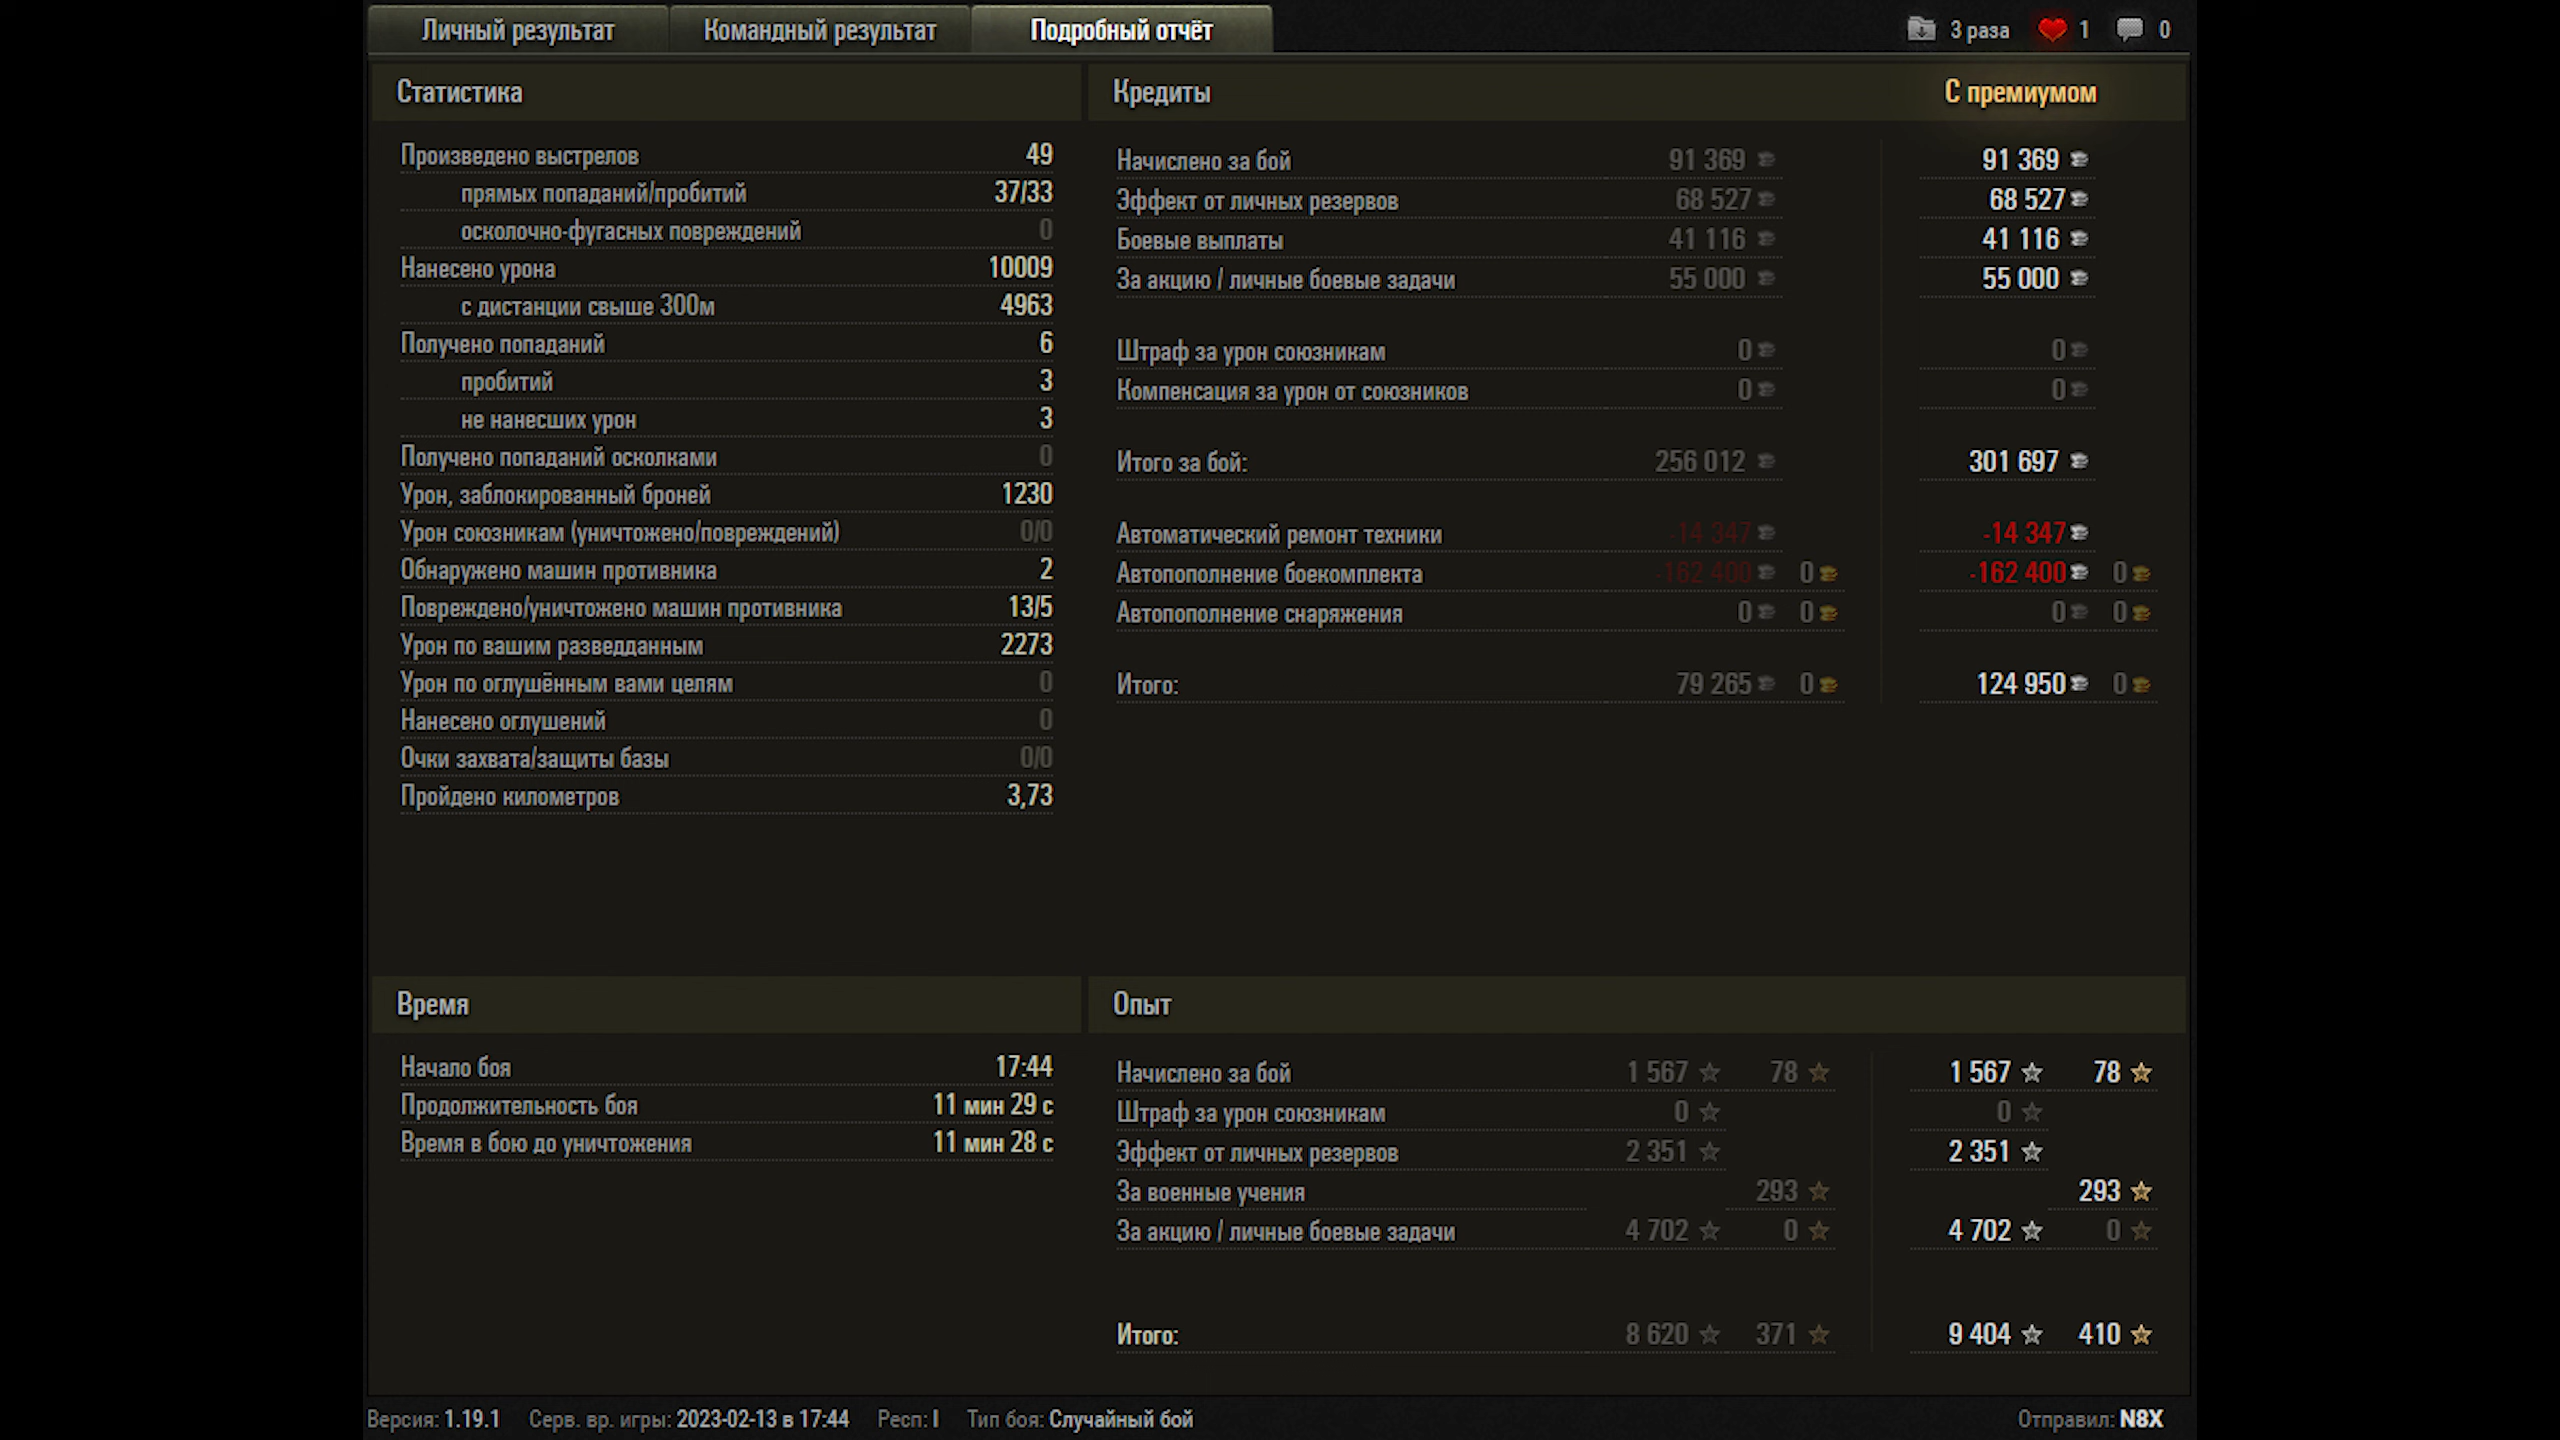 Личный результат Командный результат Подробный отчёт 3 раза 1 0
Статистика
Произведено выстрелов 49
прямых попаданий/пробитий 37/33
осколочно-фугасных повреждений 0
Нанесено урона 10009
с дистанции свыше 300м 4963
Получено попаданий 6
пробитий 3
не нанесших урон 3
Получено попаданий осколками 0
Урон, заблокированный броней 1230
Урон союзникам (уничтожено/повреждений) 0/0
Обнаружено машин противника 2
Повреждено/уничтожено машин противника 13/5
Урон по вашим разведданным 2273
Урон по оглушённым вами целям 0
Нанесено оглушений 0
Очки захвата/защиты базы 0/0
Пройдено километров 3,73
Кредиты С премиумом
Начислено за бой 91 369 91 369
Эффект от личных резервов 68 527 68 527
Боевые выплаты 41 116 41 116
За акцию / личные боевые задачи 55 000 55 000
Штраф за урон союзникам 0 0
Компенсация за урон от союзников 0 0
Итого за бой: 256 012 301 697
Автоматический ремонт техники -14 347 -14 347
Автопополнение боекомплекта -162 400 0 -162 400 0
Автопополнение снаряжения 0 0 0 0
Итого: 79 265 0 124 950 0
Время
Начало боя 17:44
Продолжительность боя 11 мин 29 с
Время в бою до уничтожения 11 мин 28 с
Опыт
Начислено за бой 1 567 78 1 567 78
Штраф за урон союзникам 0 0
Эффект от личных резервов 2 351 2 351
За военные учения 293 293
За акцию / личные боевые задачи 4 702 0 4 702 0
Итого: 8 620 371 9 404 410
Версия: 1.19.1 Серв. вр. игры: 2023-02-13 в 17:44 Респ: I Тип боя: Случайный бой Отправил: N8X